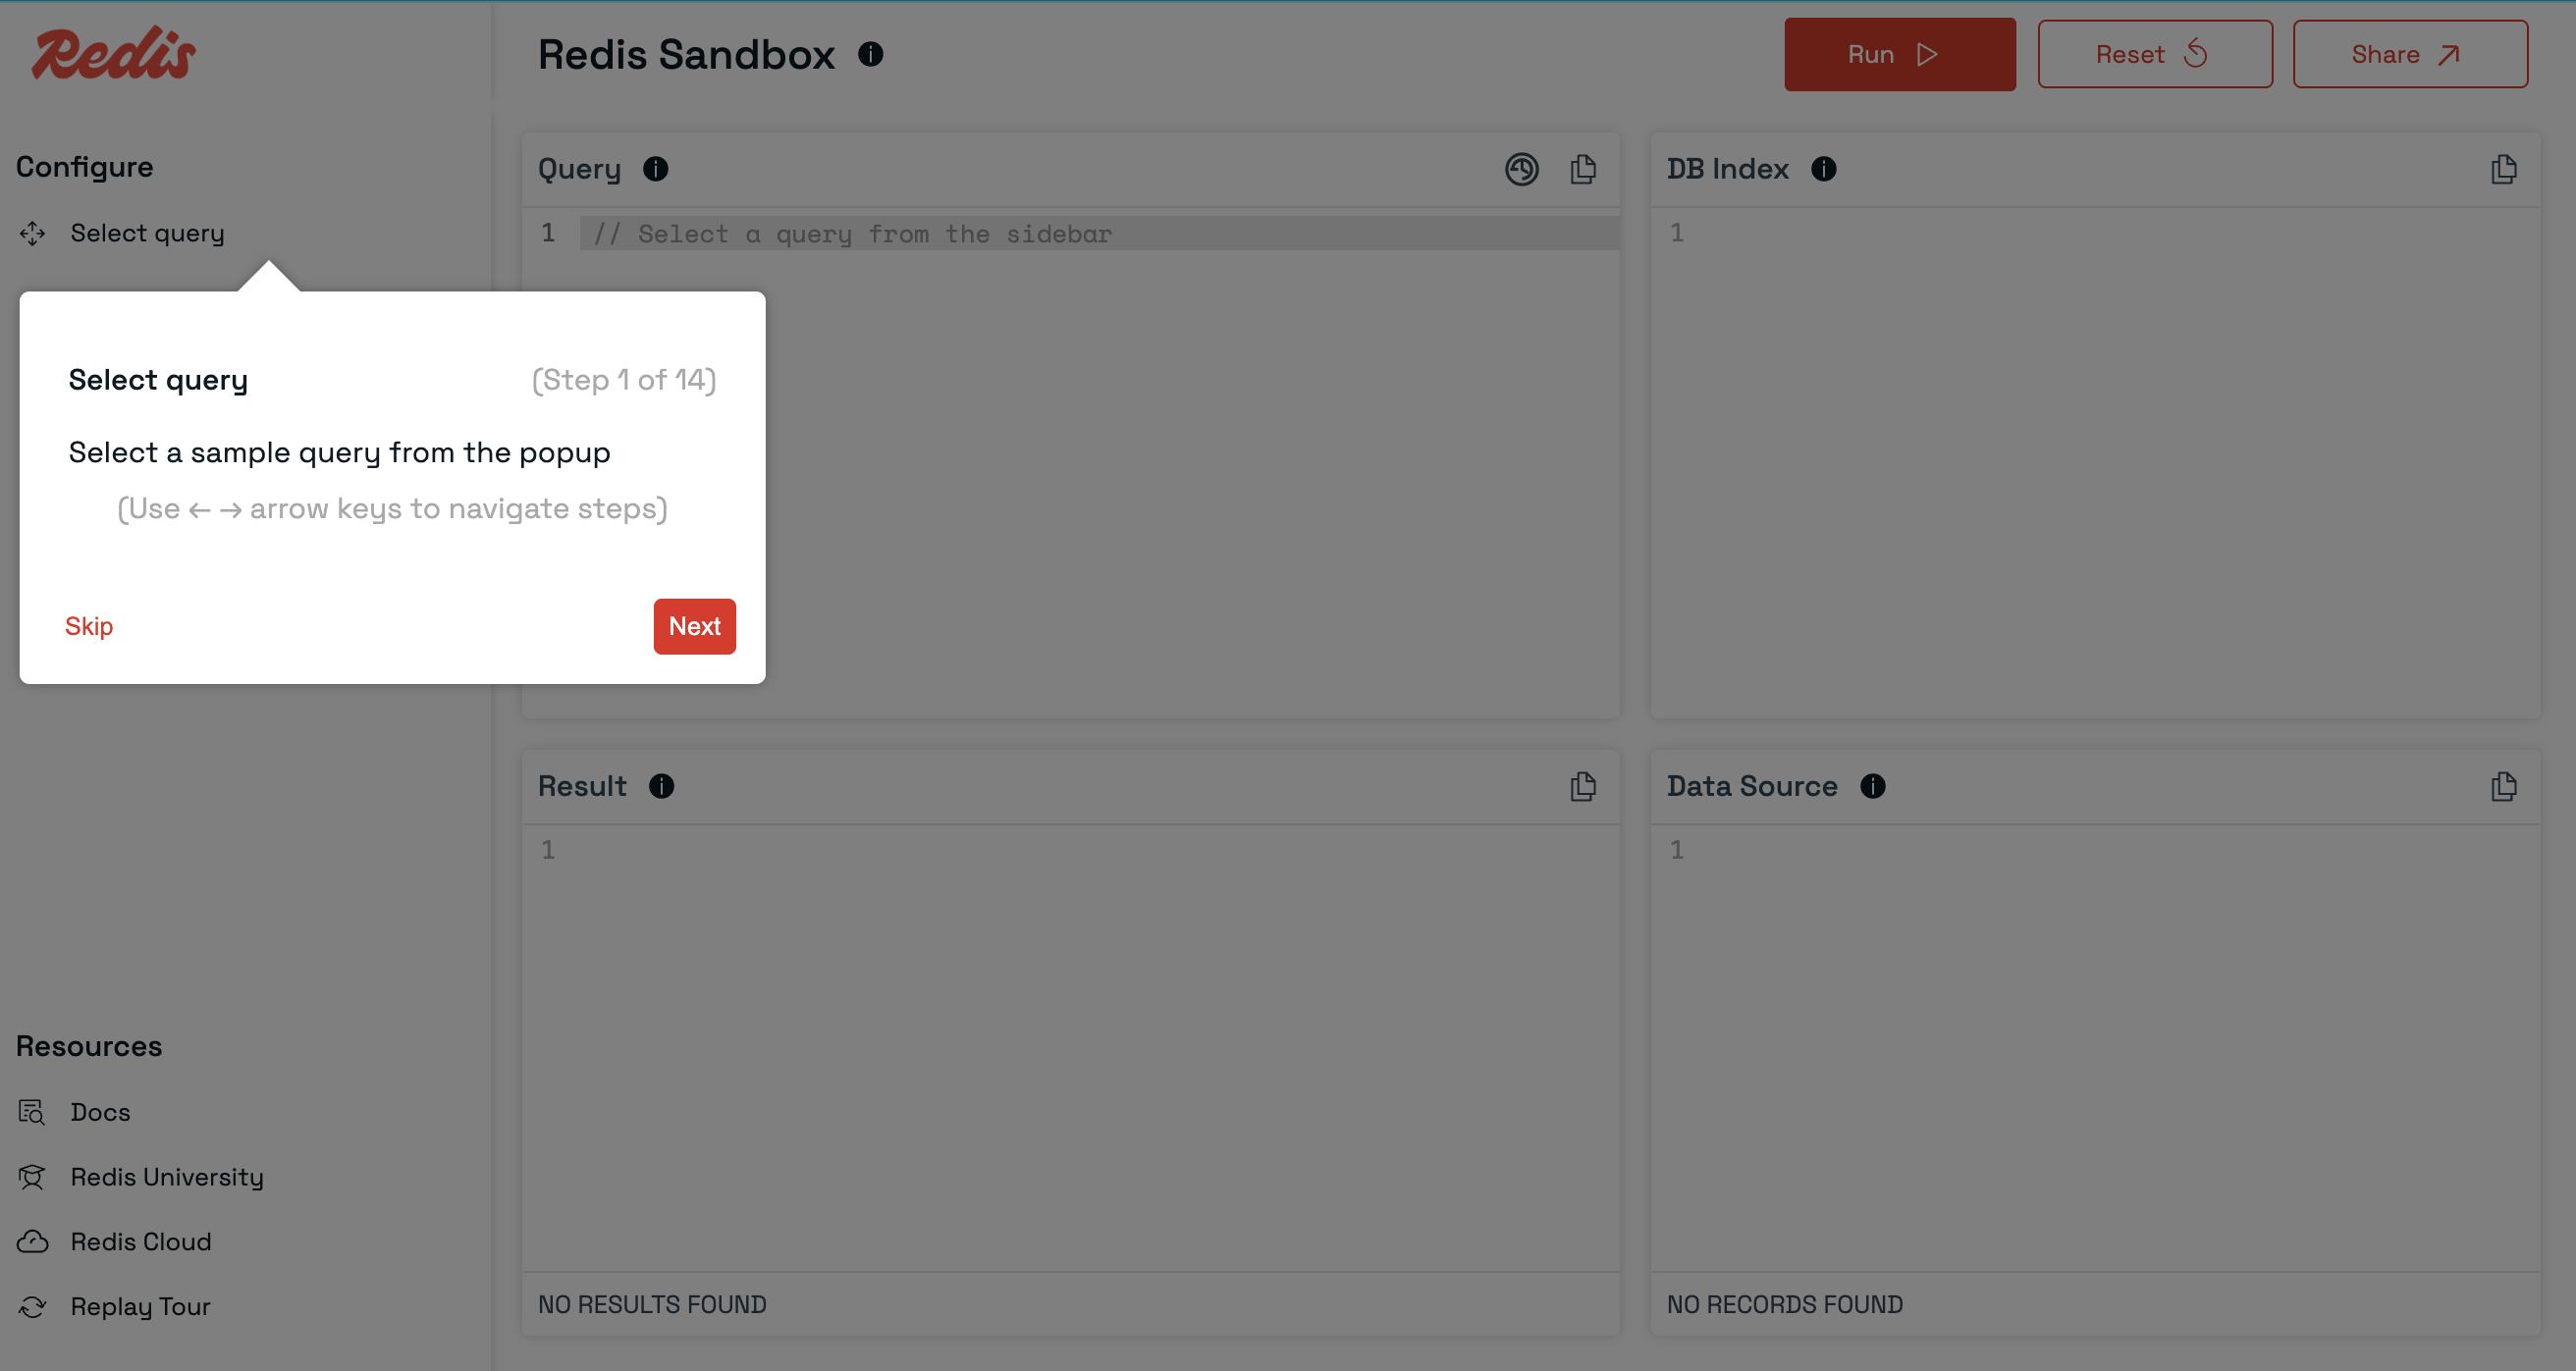 Redis
Redis Sandbox
Run
Reset
Share
Configure
Select query
Query
1 // Select a query from the sidebar
DB Index
1
Select query (Step 1 of 14)
Select a sample query from the popup
(Use ← → arrow keys to navigate steps)
Skip
Next
Result
1
NO RESULTS FOUND
Data Source
1
NO RECORDS FOUND
Resources
Docs
Redis University
Redis Cloud
Replay Tour